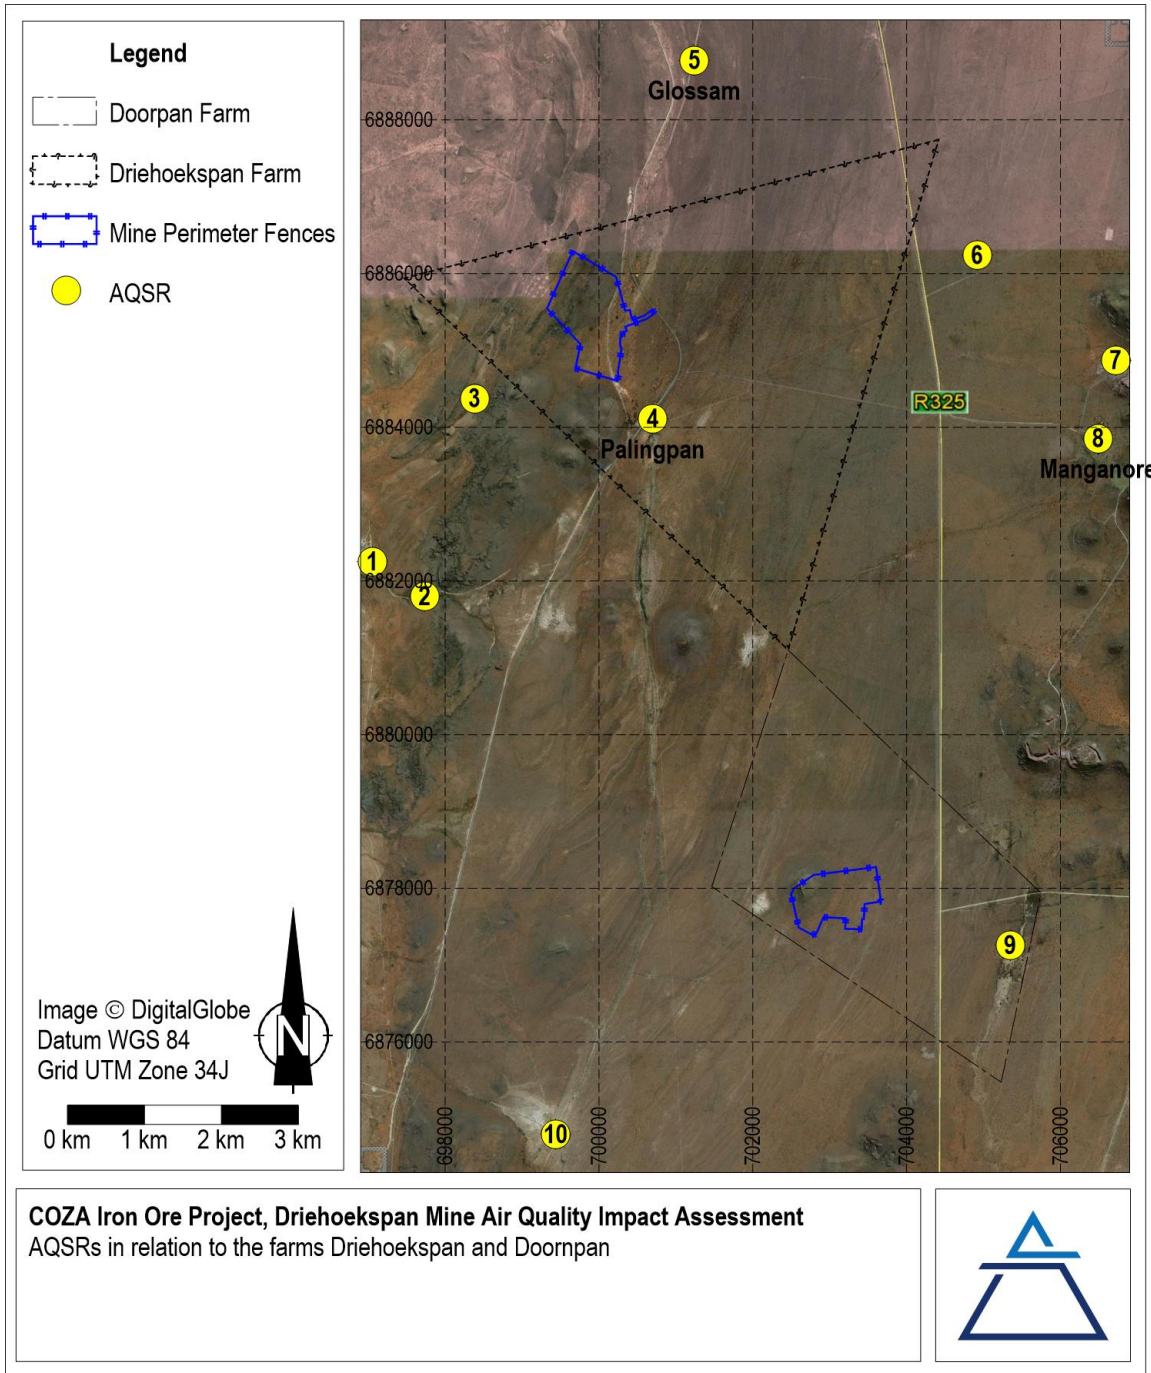 Legend
Doorpan Farm
Driehoekspan Farm
Mine Perimeter Fences
AQSR
Image © DigitalGlobe
Datum WGS 84
Grid UTM Zone 34J
N
0 km 1 km 2 km 3 km
5
Glossam
6888000
6
6886000
7
3
R325
4
8
6884000
Palingpan
Manganore
1
6882000
2
6880000
6878000
9
6876000
10
698000
700000
702000
704000
706000
COZA Iron Ore Project, Driehoekspan Mine Air Quality Impact Assessment
AQSRs in relation to the farms Driehoekspan and Doornpan